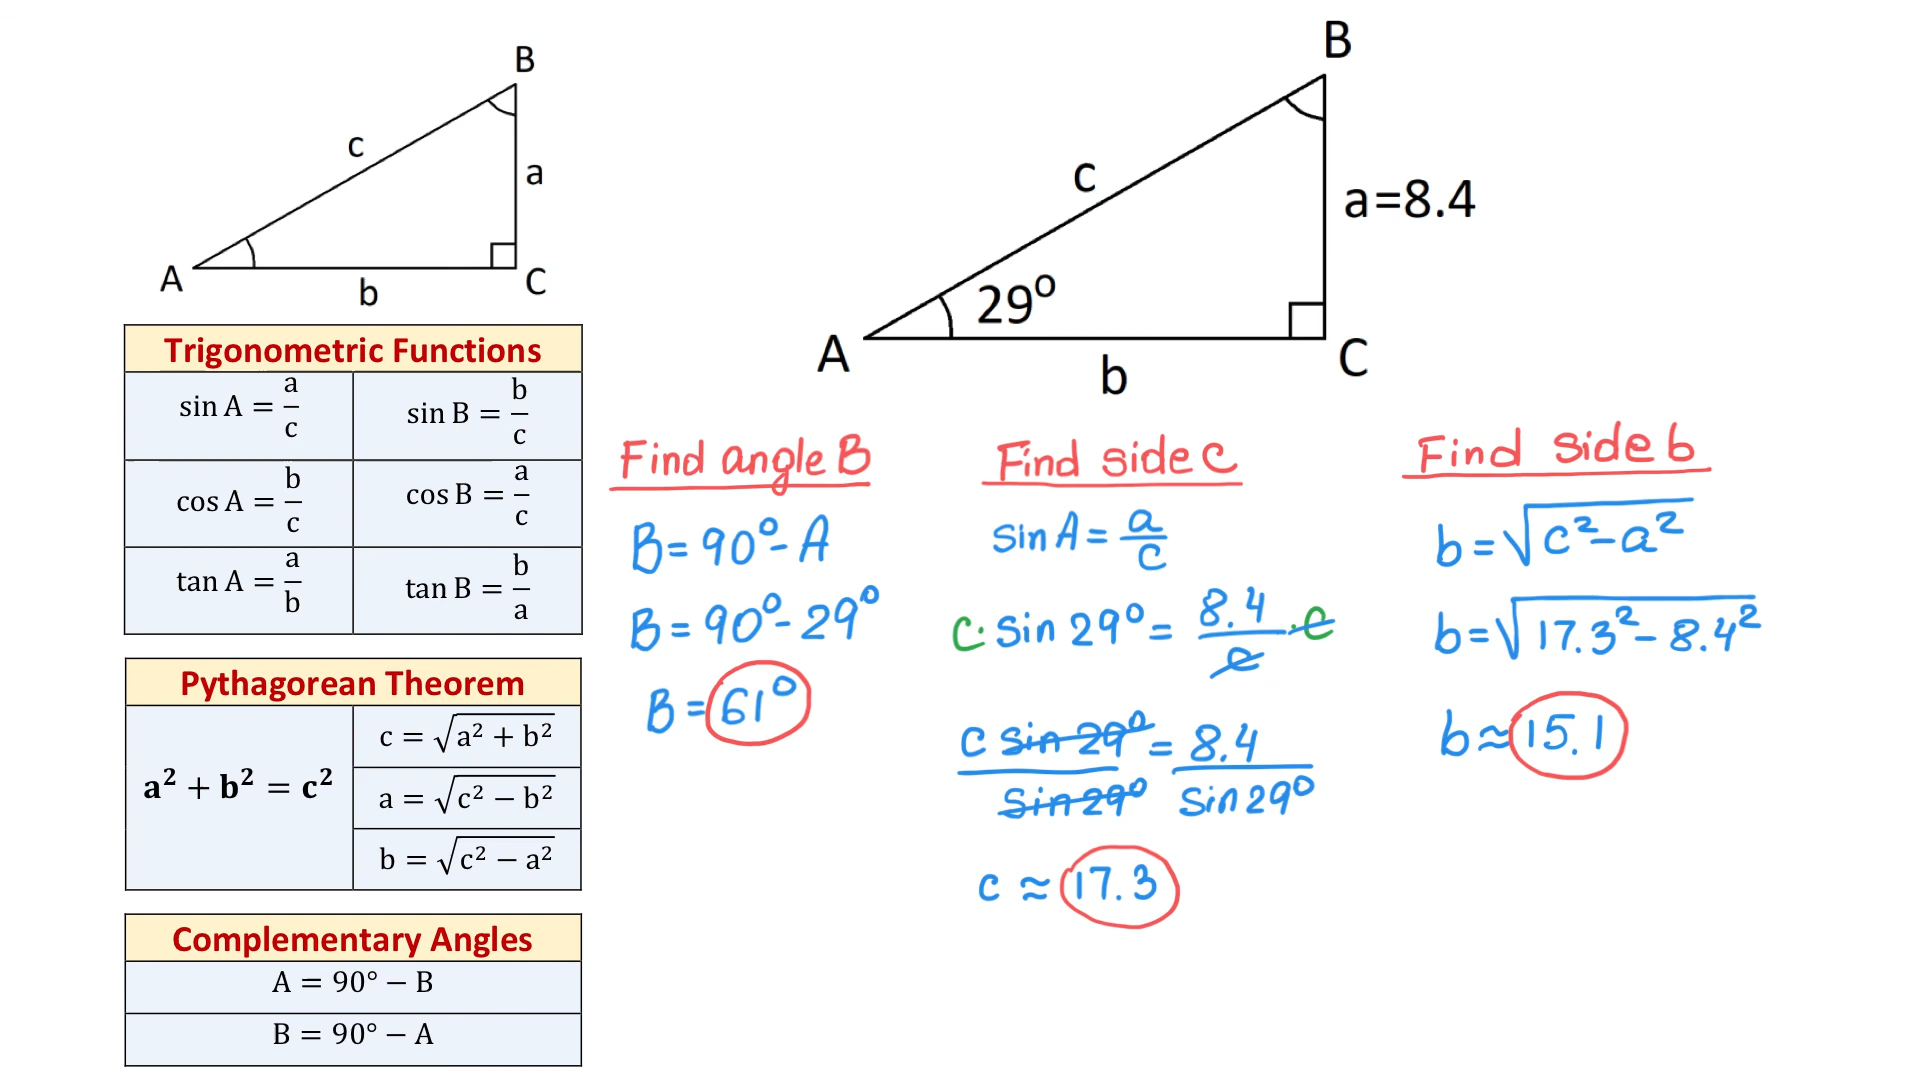 B
c
a
A
b
C
Trigonometric Functions
sin A = a/c
sin B = b/c
cos A = b/c
cos B = a/c
tan A = a/b
tan B = b/a
Pythagorean Theorem
a² + b² = c²
c = √(a² + b²)
a = √(c² − b²)
b = √(c² − a²)
Complementary Angles
A = 90° − B
B = 90° − A
B
c
a=8.4
29°
A
b
C
Find angle B
B = 90° - A
B = 90° - 29°
B = 61°
Find side C
sin A = a/c
c · sin 29° = 8.4/c · c
c sin 29°/sin 29° = 8.4/sin 29°
c ≈ 17.3
Find side b
b = √(c² - a²)
b = √(17.3² - 8.4²)
b ≈ 15.1